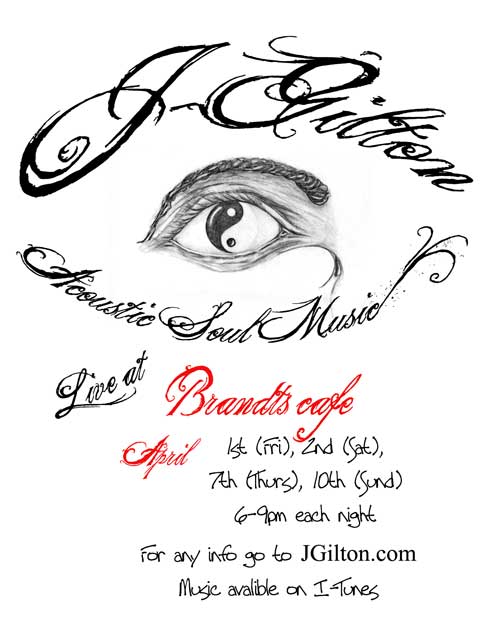 J-Gilton
Acoustic Soul Music
Live at
Brandts cafe
April 1st (Fri), 2nd (Sat),
7th (Thurs), 10th (Sund)
6-9pm each night
For any info go to JGilton.com
Music avalible on I-Tunes